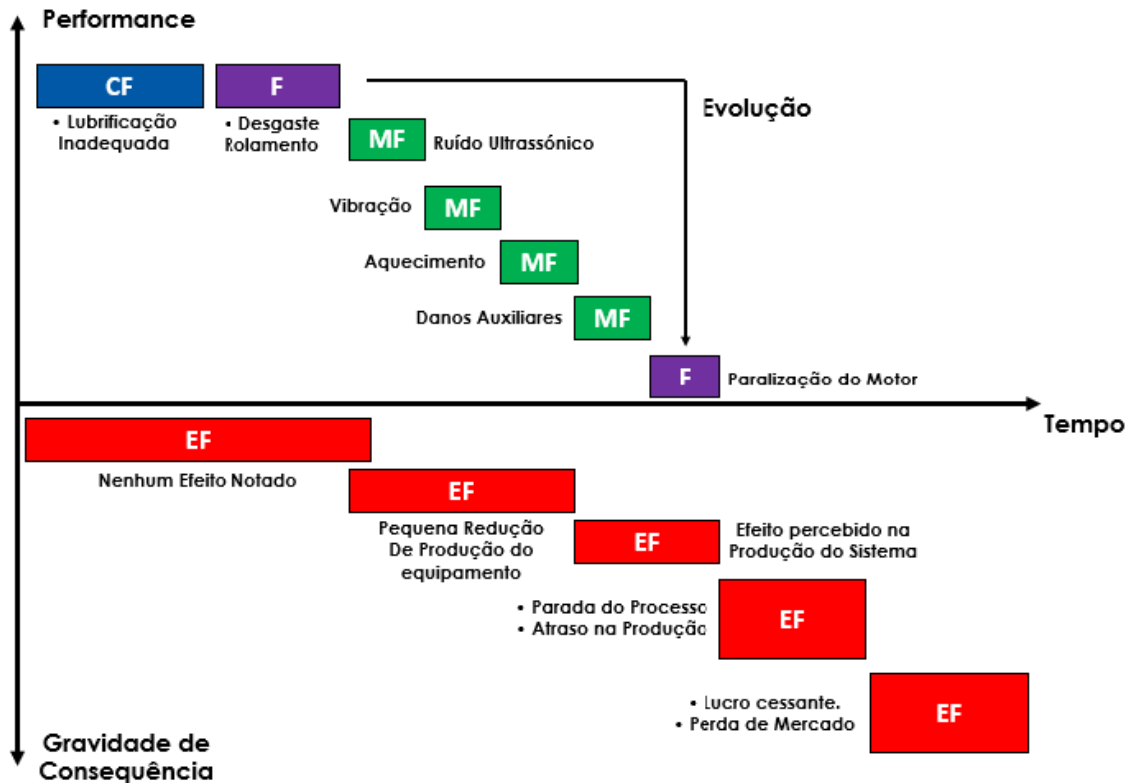 Performance
CF
F
• Lubrificação
Inadequada
• Desgaste
Rolamento
Evolução
MF
Ruído Ultrassónico
Vibração
MF
Aquecimento
MF
Danos Auxiliares
MF
F
Paralização do Motor
Tempo
EF
Nenhum Efeito Notado
EF
Pequena Redução
De Produção do
equipamento
EF
Efeito percebido na
Produção do Sistema
• Parada do Processo
• Atraso na Produção
EF
• Lucro cessante.
• Perda de Mercado
EF
Gravidade de
Consequência